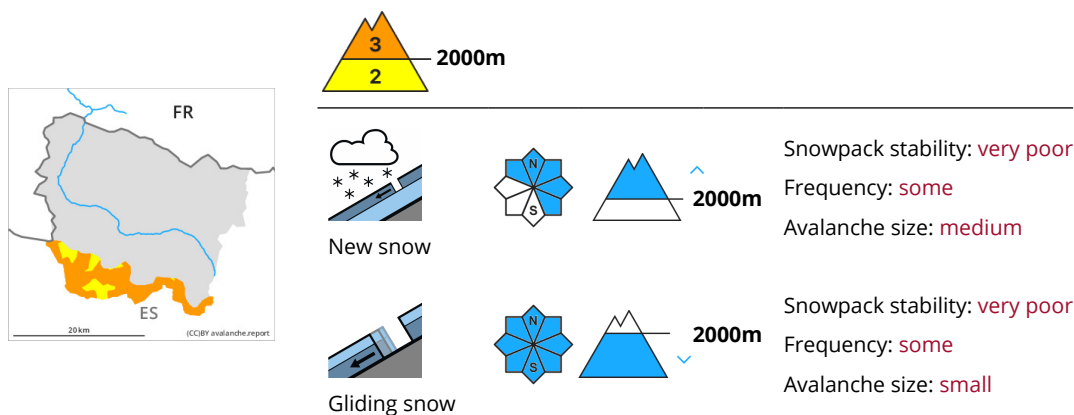 3
2000m
2
FR
ES
20 km
(CC)BY avalanche.report
N
S
2000m
New snow
Snowpack stability: very poor
Frequency: some
Avalanche size: medium
N
S
2000m
Gliding snow
Snowpack stability: very poor
Frequency: some
Avalanche size: small